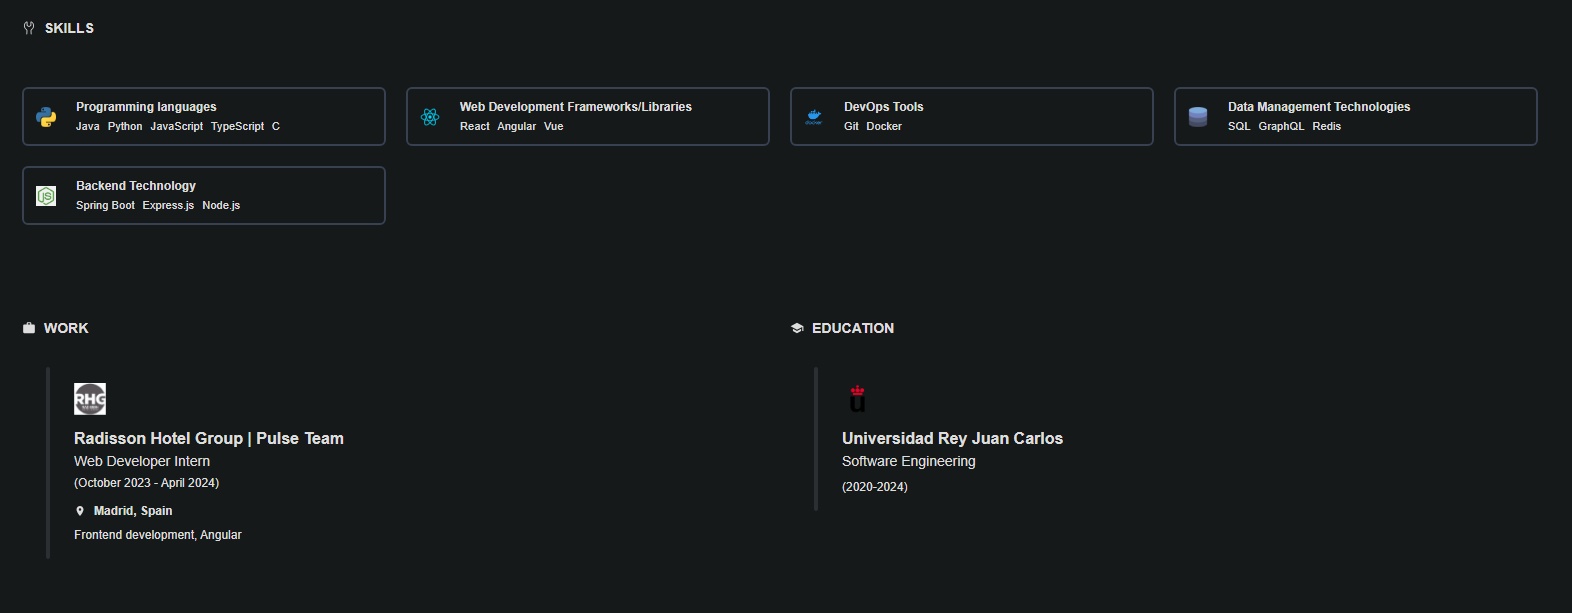 SKILLS
Programming languages
Java Python JavaScript TypeScript C
Web Development Frameworks/Libraries
React Angular Vue
DevOps Tools
Git Docker
Data Management Technologies
SQL GraphQL Redis
Backend Technology
Spring Boot Express.js Node.js
WORK
RHG
Radisson Hotel Group | Pulse Team
Web Developer Intern
(October 2023 - April 2024)
Madrid, Spain
Frontend development, Angular
EDUCATION
u
Universidad Rey Juan Carlos
Software Engineering
(2020-2024)